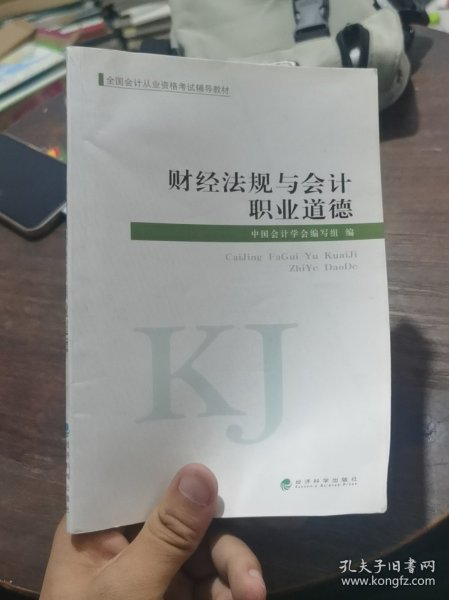 全国会计从业资格考试辅导教材
财经法规与会计
职业道德
中国会计学会编写组 编
CaiJing FaGui Yu KuaiJi
ZhiYe DaoDe
KJ
经济科学出版社
Economic Science Press
孔夫子旧书网
www.kongfz.com